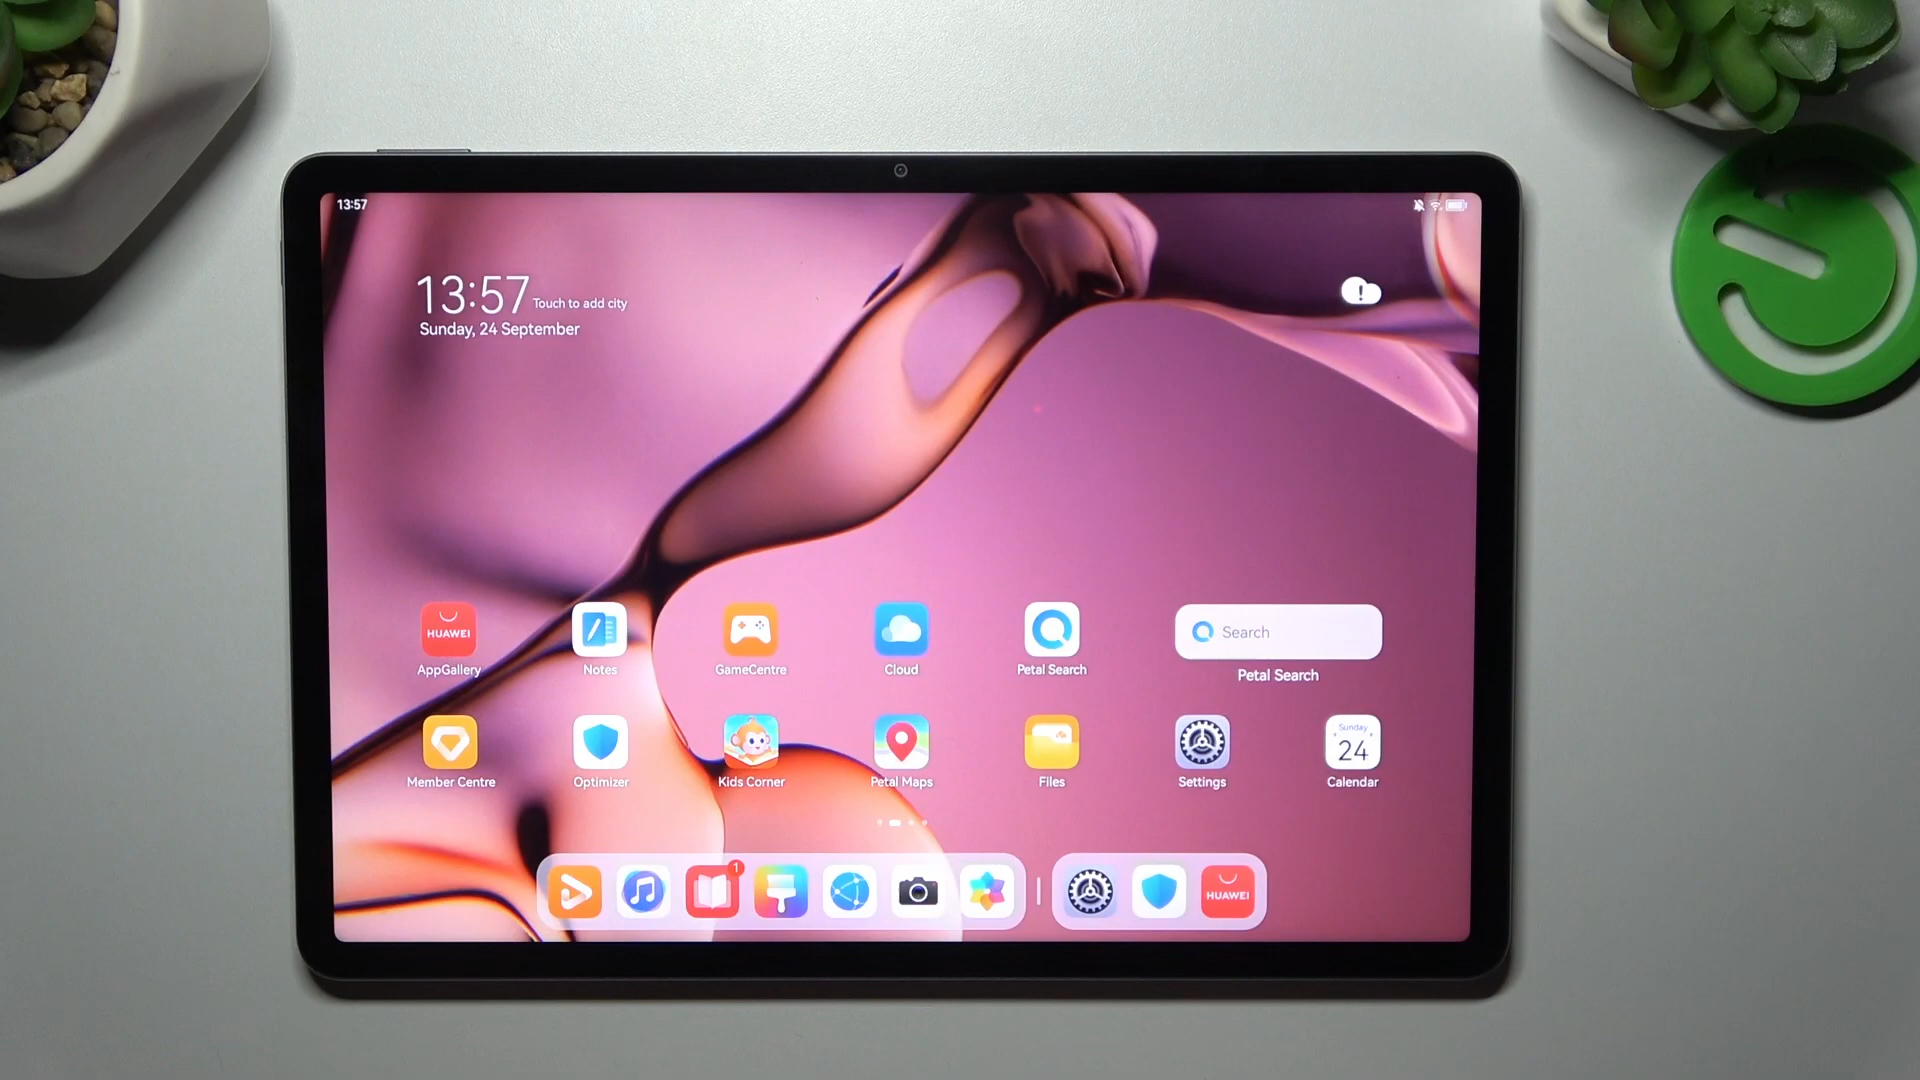 13:57
13:57 Touch to add city
Sunday, 24 September
HUAWEI
AppGallery
Notes
GameCentre
Cloud
Petal Search
Search
Petal Search
Member Centre
Optimizer
Kids Corner
Petal Maps
Files
Settings
Sunday
24
Calendar
1
HUAWEI